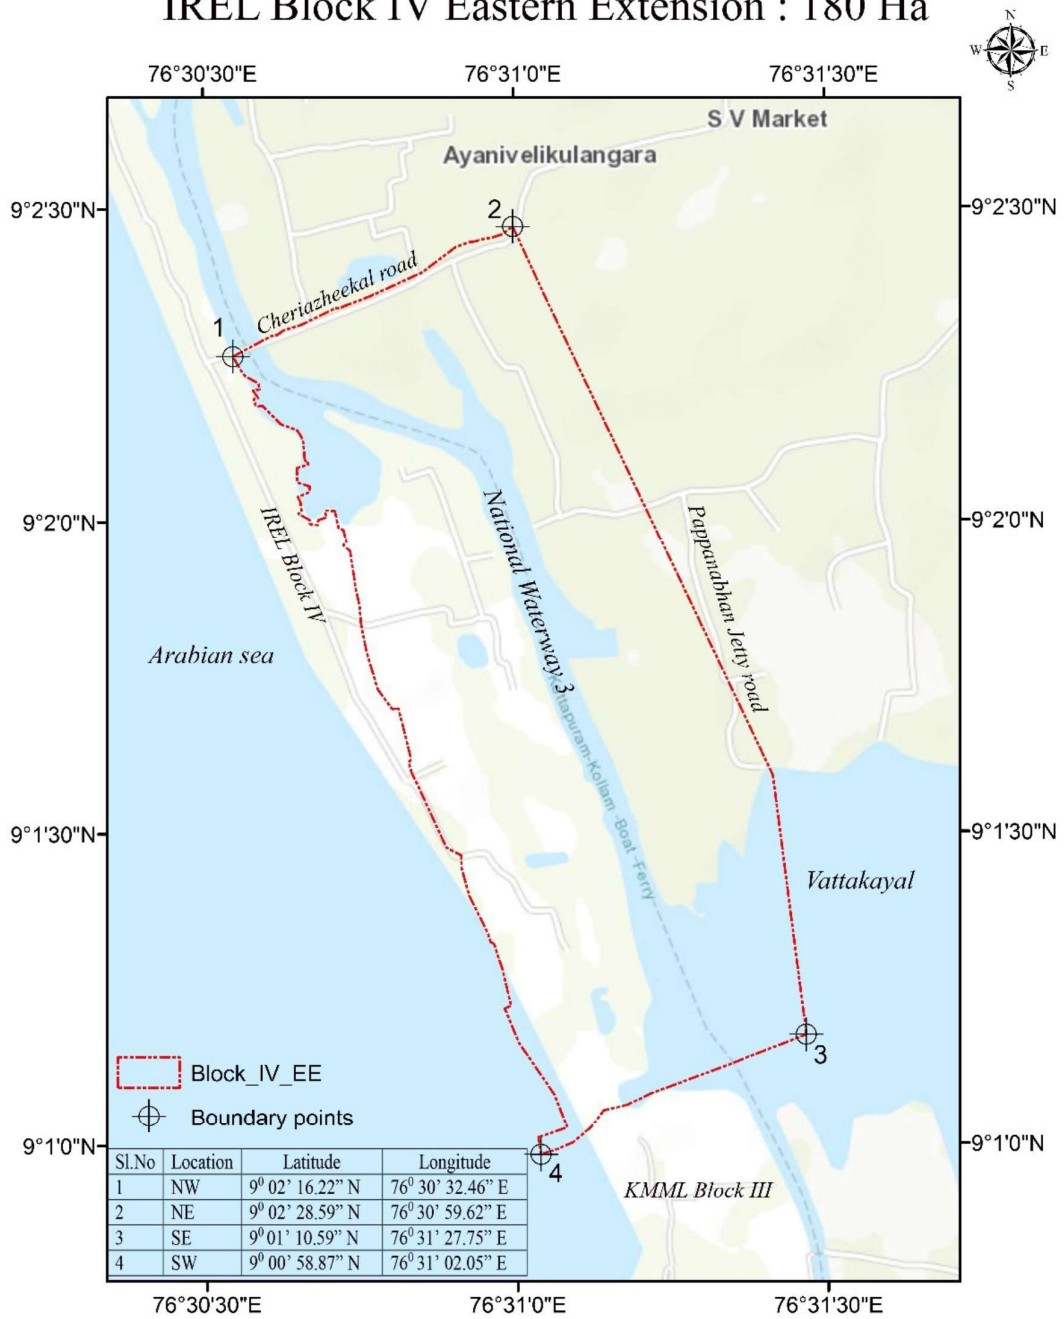 IREL Block IV Eastern Extension : 180 Ha
N
W E
S
76°30'30"E 76°31'0"E 76°31'30"E
S V Market
Ayanivelikulangara
9°2'30"N 9°2'30"N
2
Cheriazheekal road
1
9°2'0"N 9°2'0"N
IREL Block IV
National Waterway 3
Pappanabhan Jetty road
Arabian sea
Kottapuram-Kollam -Boat -Ferry
9°1'30"N 9°1'30"N
Vattakayal
3
Block_IV_EE
Boundary points
9°1'0"N 9°1'0"N
4
KMML Block III
Sl.No Location Latitude Longitude
1 NW 9⁰ 02' 16.22" N 76⁰ 30' 32.46" E
2 NE 9⁰ 02' 28.59" N 76⁰ 30' 59.62" E
3 SE 9⁰ 01' 10.59" N 76⁰ 31' 27.75" E
4 SW 9⁰ 00' 58.87" N 76⁰ 31' 02.05" E
76°30'30"E 76°31'0"E 76°31'30"E